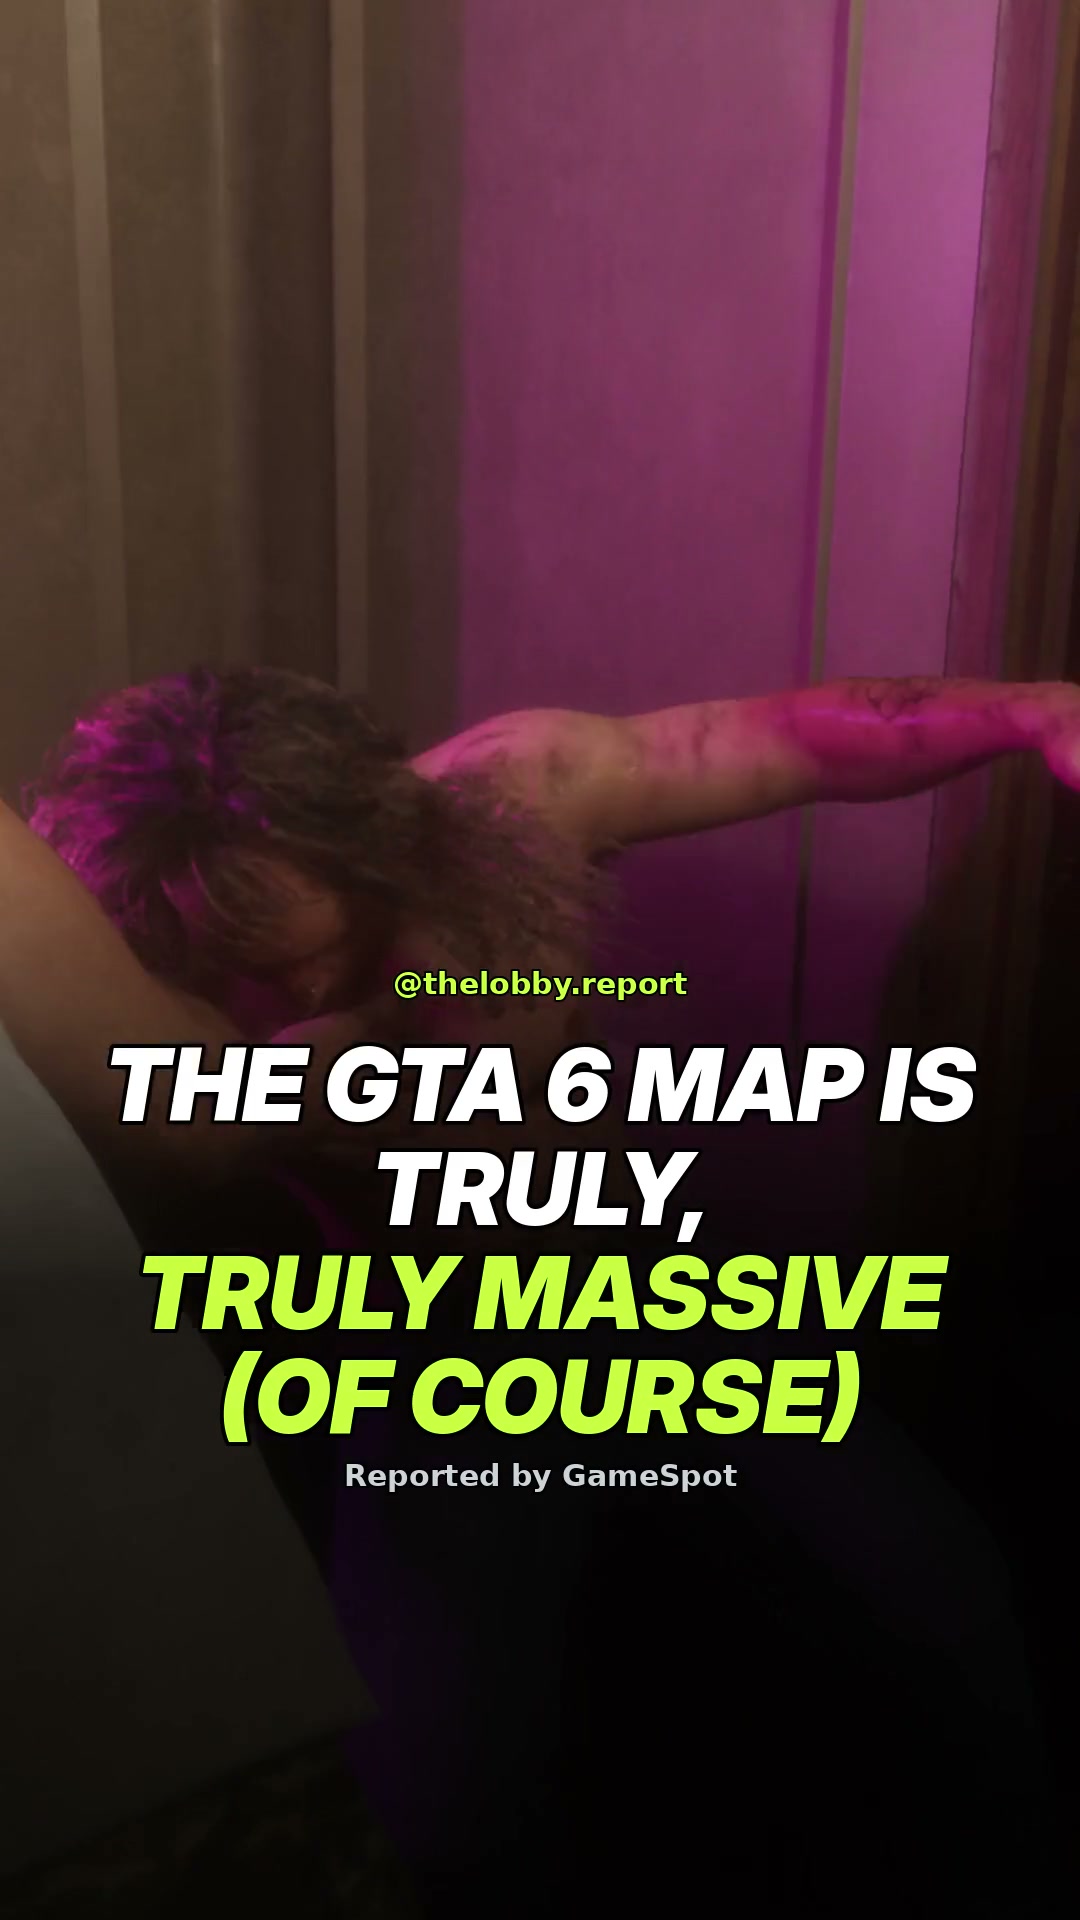 @thelobby.report
THE GTA 6 MAP IS
TRULY,
TRULY MASSIVE
(OF COURSE)
Reported by GameSpot